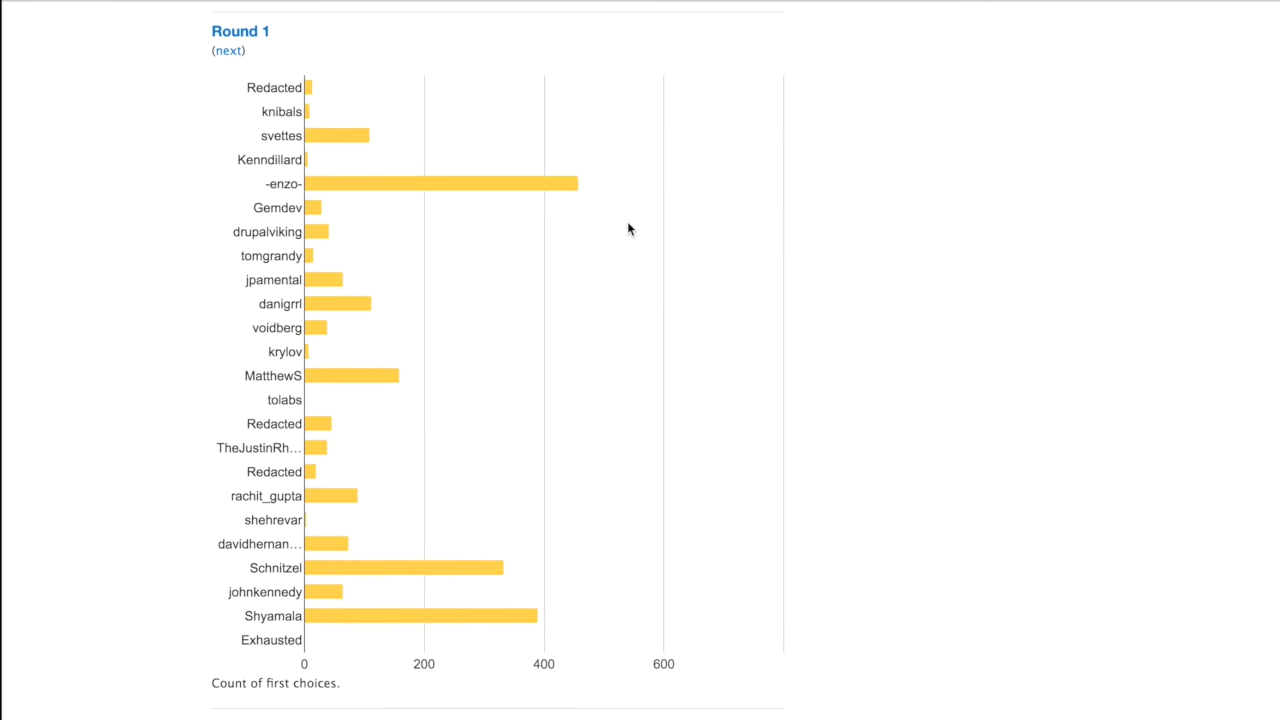 Round 1
(next)
Redacted
knibals
svettes
Kenndillard
-enzo-
Gemdev
drupalviking
tomgrandy
jpamental
danigrrl
voidberg
krylov
MatthewS
tolabs
Redacted
TheJustinRh…
Redacted
rachit_gupta
shehrevar
davidhernan…
Schnitzel
johnkennedy
Shyamala
Exhausted
0 200 400 600
Count of first choices.